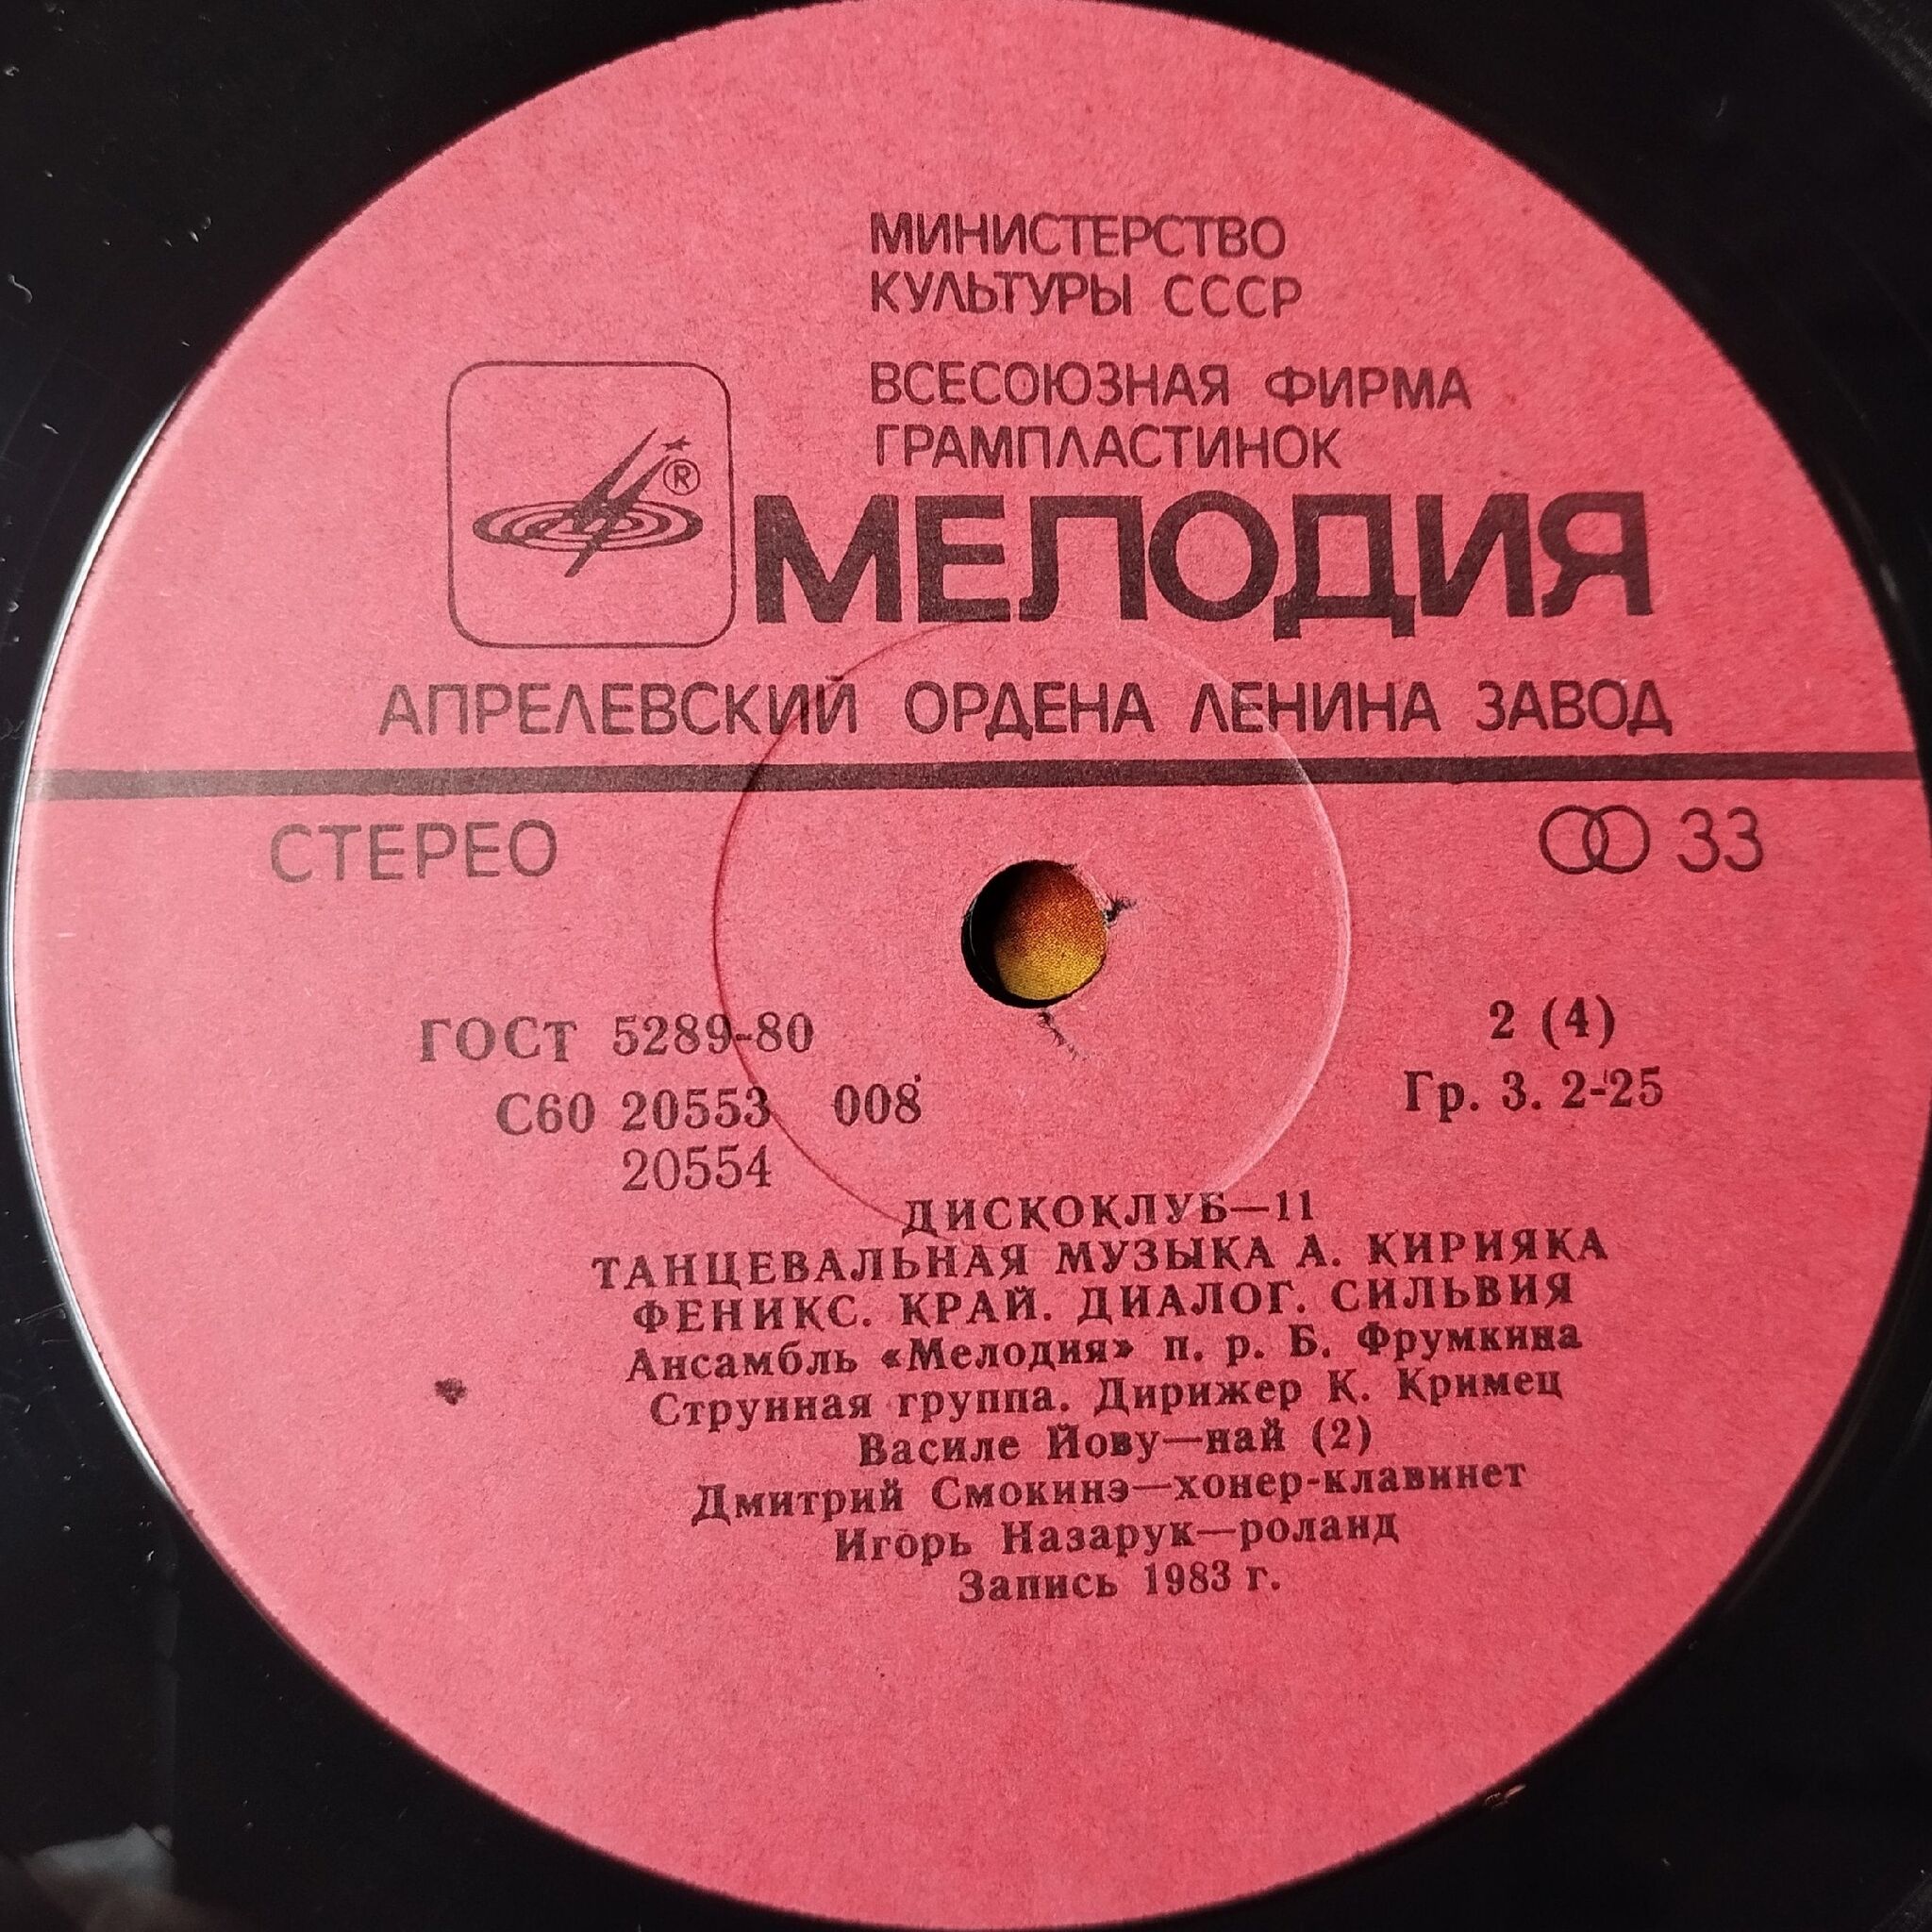 МИНИСТЕРСТВО
КУЛЬТУРЫ СССР
ВСЕСОЮЗНАЯ ФИРМА
ГРАМПЛАСТИНОК
®
МЕЛОДИЯ
АПРЕЛЕВСКИЙ ОРДЕНА ЛЕНИНА ЗАВОД
СТЕРЕО
33
ГОСТ 5289-80
2 (4)
С60 20553 008
Гр. 3. 2-25
20554
ДИСКОКЛУБ—11
ТАНЦЕВАЛЬНАЯ МУЗЫКА А. КИРИЯКА
ФЕНИКС. КРАЙ. ДИАЛОГ. СИЛЬВИЯ
Ансамбль «Мелодия» п. р. Б. Фрумкина
Струнная группа. Дирижер К. Кримец
Василе Йову—най (2)
Дмитрий Смокинэ—хонер-клавинет
Игорь Назарук—роланд
Запись 1983 г.